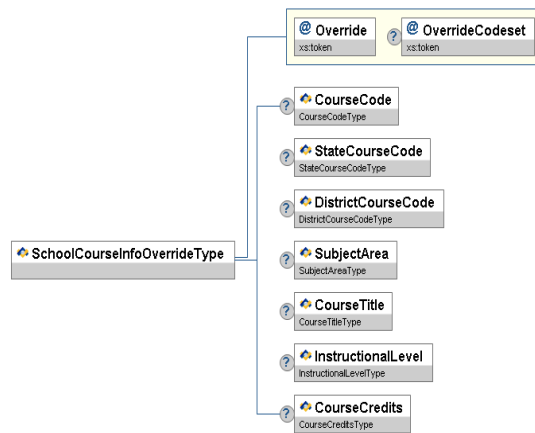 @ Override
xs:token
? @ OverrideCodeset
xs:token
? CourseCode
CourseCodeType
? StateCourseCode
StateCourseCodeType
? DistrictCourseCode
DistrictCourseCodeType
SchoolCourseInfoOverrideType
? SubjectArea
SubjectAreaType
? CourseTitle
CourseTitleType
? InstructionalLevel
InstructionalLevelType
? CourseCredits
CourseCreditsType